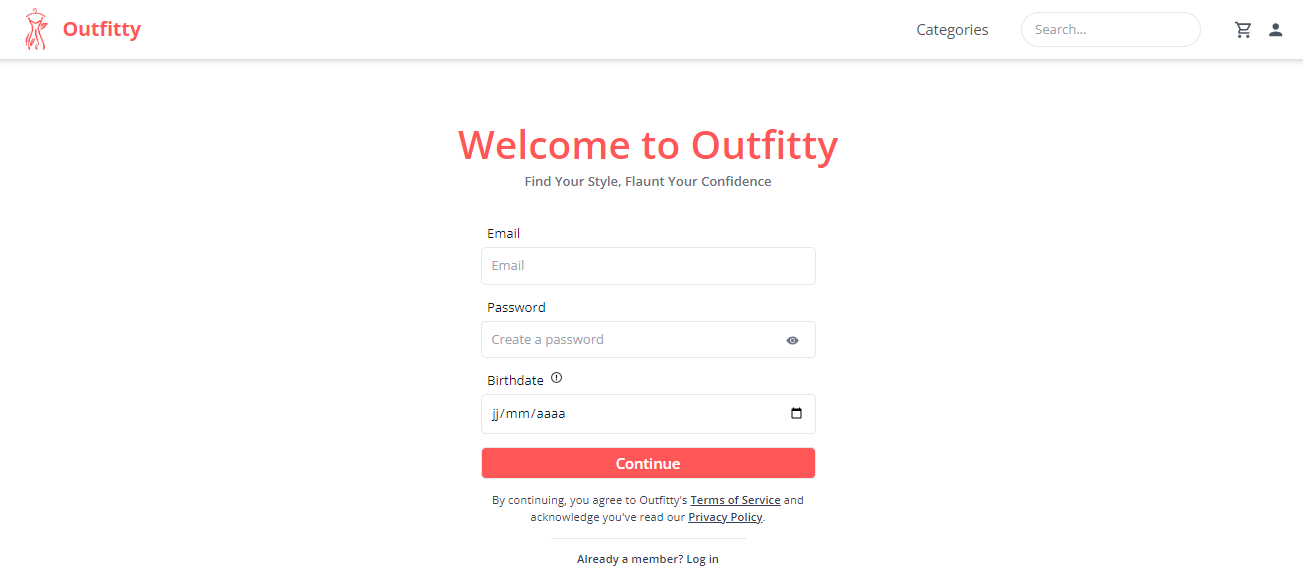 Outfitty
Categories
Search...
Welcome to Outfitty
Find Your Style, Flaunt Your Confidence
Email
Email
Password
Create a password
Birthdate
jj/mm/aaaa
Continue
By continuing, you agree to Outfitty's Terms of Service and
acknowledge you've read our Privacy Policy.
Already a member? Log in